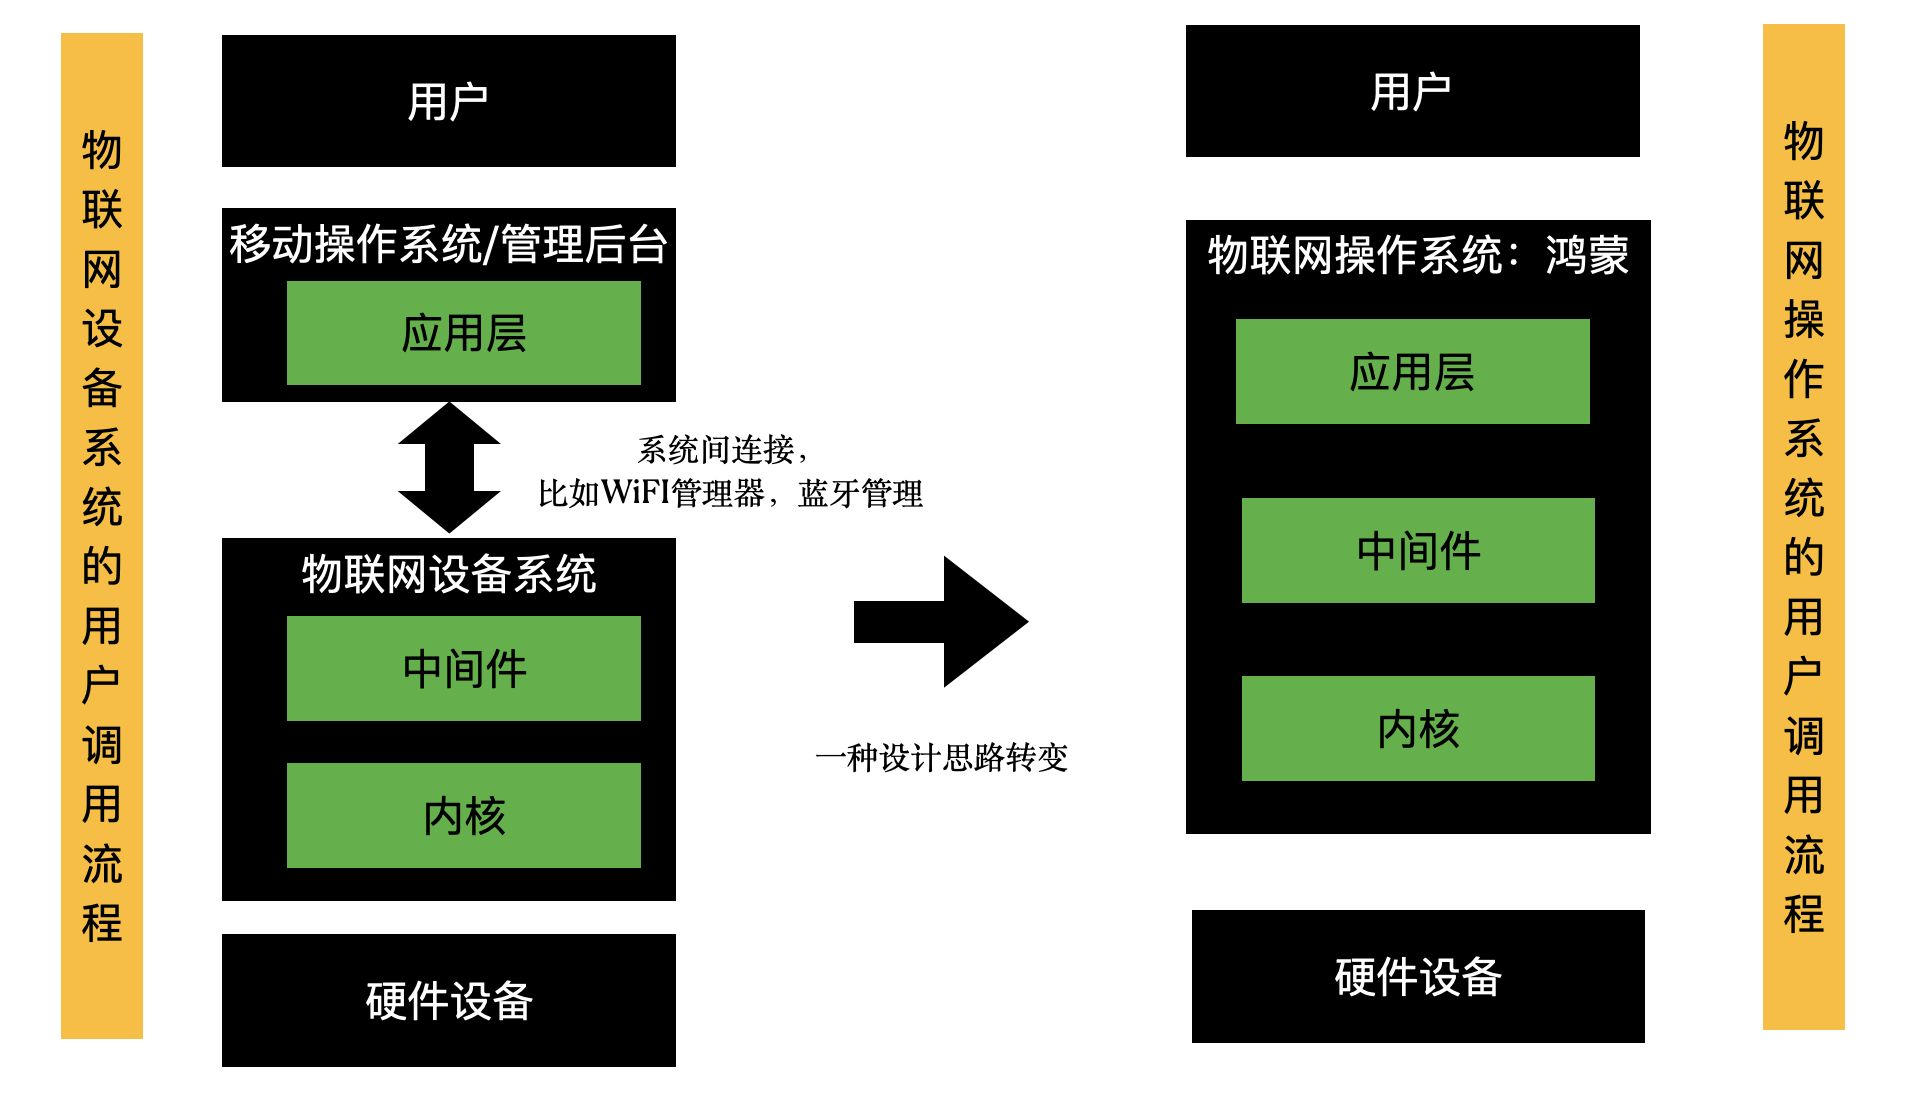 物联网设备系统的用户调用流程
用户
移动操作系统/管理后台
应用层
系统间连接，
比如WiFI管理器，蓝牙管理
物联网设备系统
中间件
内核
硬件设备
一种设计思路转变
用户
物联网操作系统：鸿蒙
应用层
中间件
内核
硬件设备
物联网操作系统的用户调用流程